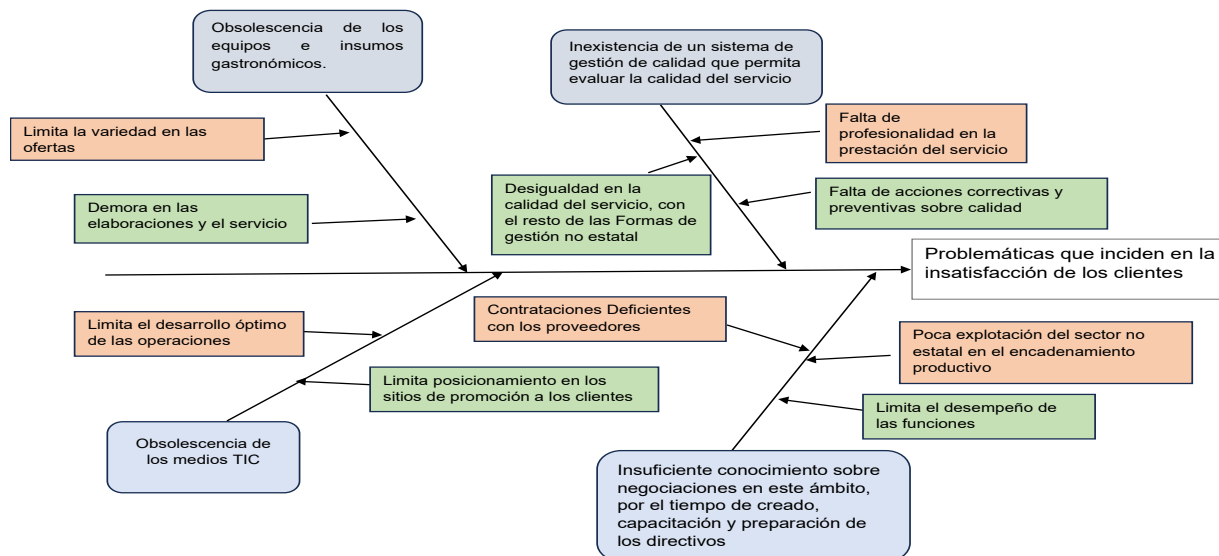 Obsolescencia de los
equipos e insumos
gastronómicos.
Inexistencia de un sistema de
gestión de calidad que permita
evaluar la calidad del servicio
Limita la variedad en las
ofertas
Falta de
profesionalidad en la
prestación del servicio
Demora en las
elaboraciones y el servicio
Desigualdad en la
calidad del servicio, con
el resto de las Formas de
gestión no estatal
Falta de acciones correctivas y
preventivas sobre calidad
Problemáticas que inciden en la
insatisfacción de los clientes
Limita el desarrollo óptimo
de las operaciones
Contrataciones Deficientes
con los proveedores
Poca explotación del sector no
estatal en el encadenamiento
productivo
Limita posicionamiento en los
sitios de promoción a los clientes
Limita el desempeño de
las funciones
Obsolescencia de
los medios TIC
Insuficiente conocimiento sobre
negociaciones en este ámbito,
por el tiempo de creado,
capacitación y preparación de
los directivos